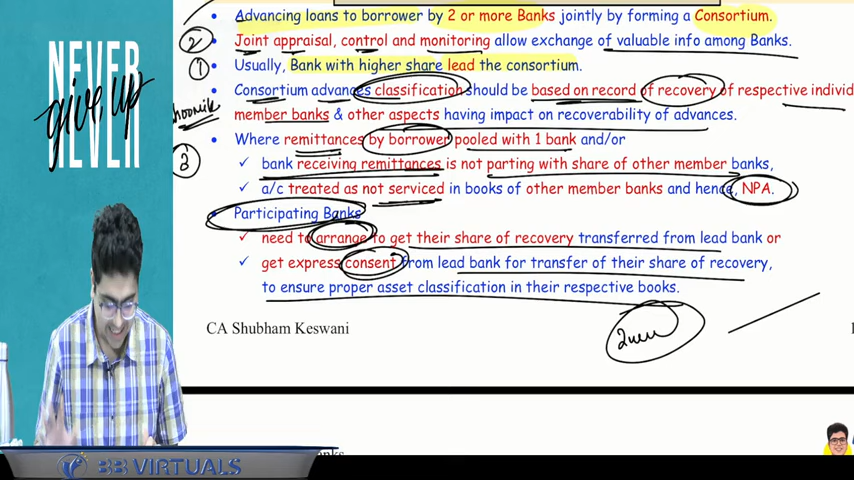 Advancing loans to borrower by 2 or more Banks jointly by forming a Consortium.
② Joint appraisal, control and monitoring allow exchange of valuable info among Banks.
① Usually, Bank with higher share lead the consortium.
Consortium advances classification should be based on record of recovery of respective individ
member banks & other aspects having impact on recoverability of advances.
③ Where remittances by borrower pooled with 1 bank and/or
✓ bank receiving remittances is not parting with share of other member banks,
✓ a/c treated as not serviced in books of other member banks and hence, NPA.
Participating Banks
✓ need to arrange to get their share of recovery transferred from lead bank or
✓ get express consent from lead bank for transfer of their share of recovery,
to ensure proper asset classification in their respective books.
CA Shubham Keswani
NEVER
give up
NEVER
BB VIRTUALS